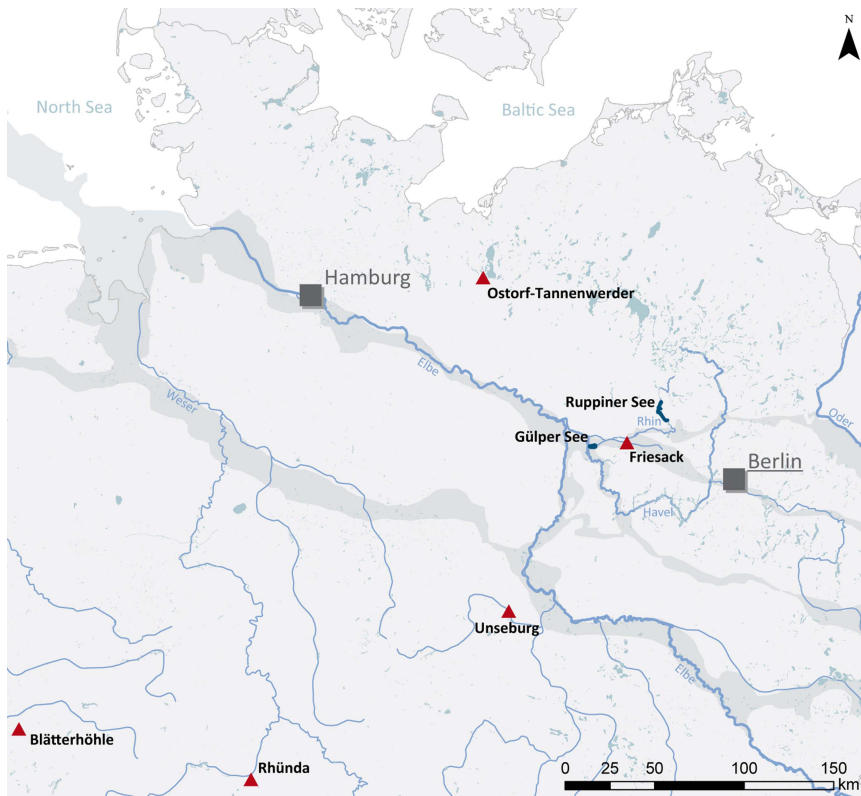 N
North Sea
Baltic Sea
Hamburg
Ostorf-Tannenwerder
Elbe
Weser
Ruppiner See
Rhin
Oder
Gülper See
Friesack
Berlin
Havel
Unseburg
Elbe
Blätterhöhle
Rhünda
0 25 50 100 150
km